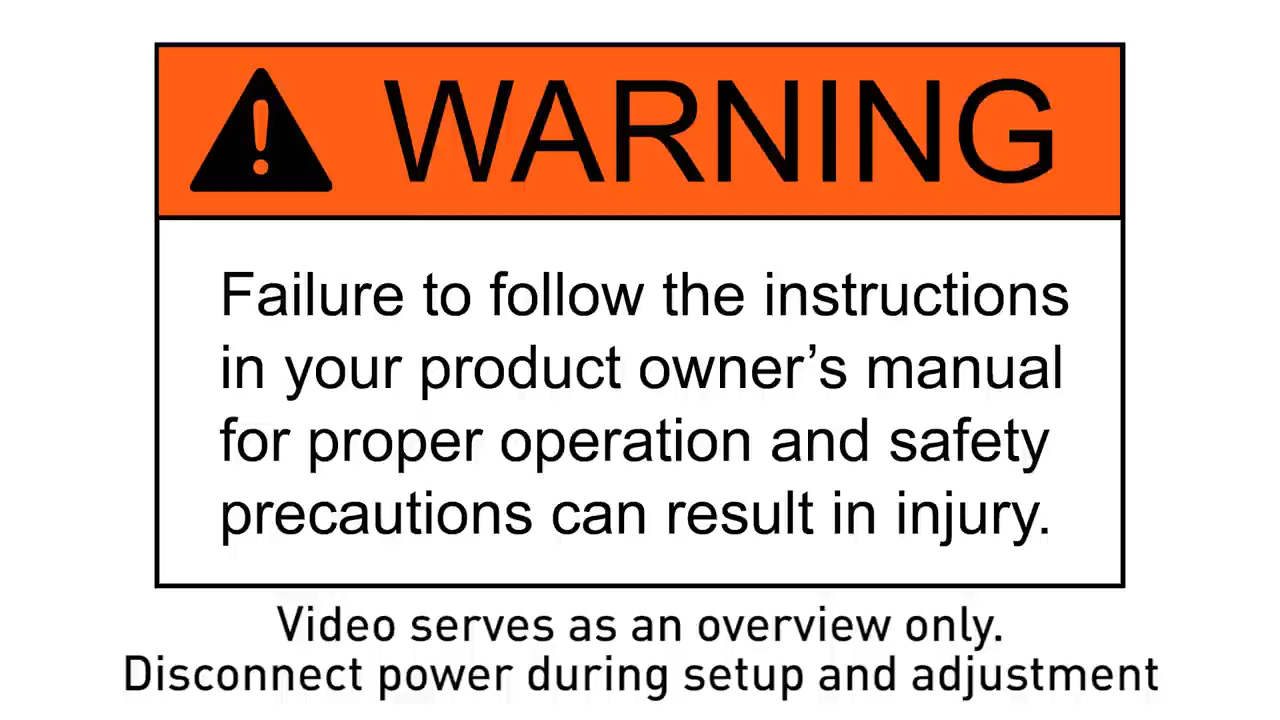 WARNING
Failure to follow the instructions
in your product owner’s manual
for proper operation and safety
precautions can result in injury.
Video serves as an overview only.
Disconnect power during setup and adjustment